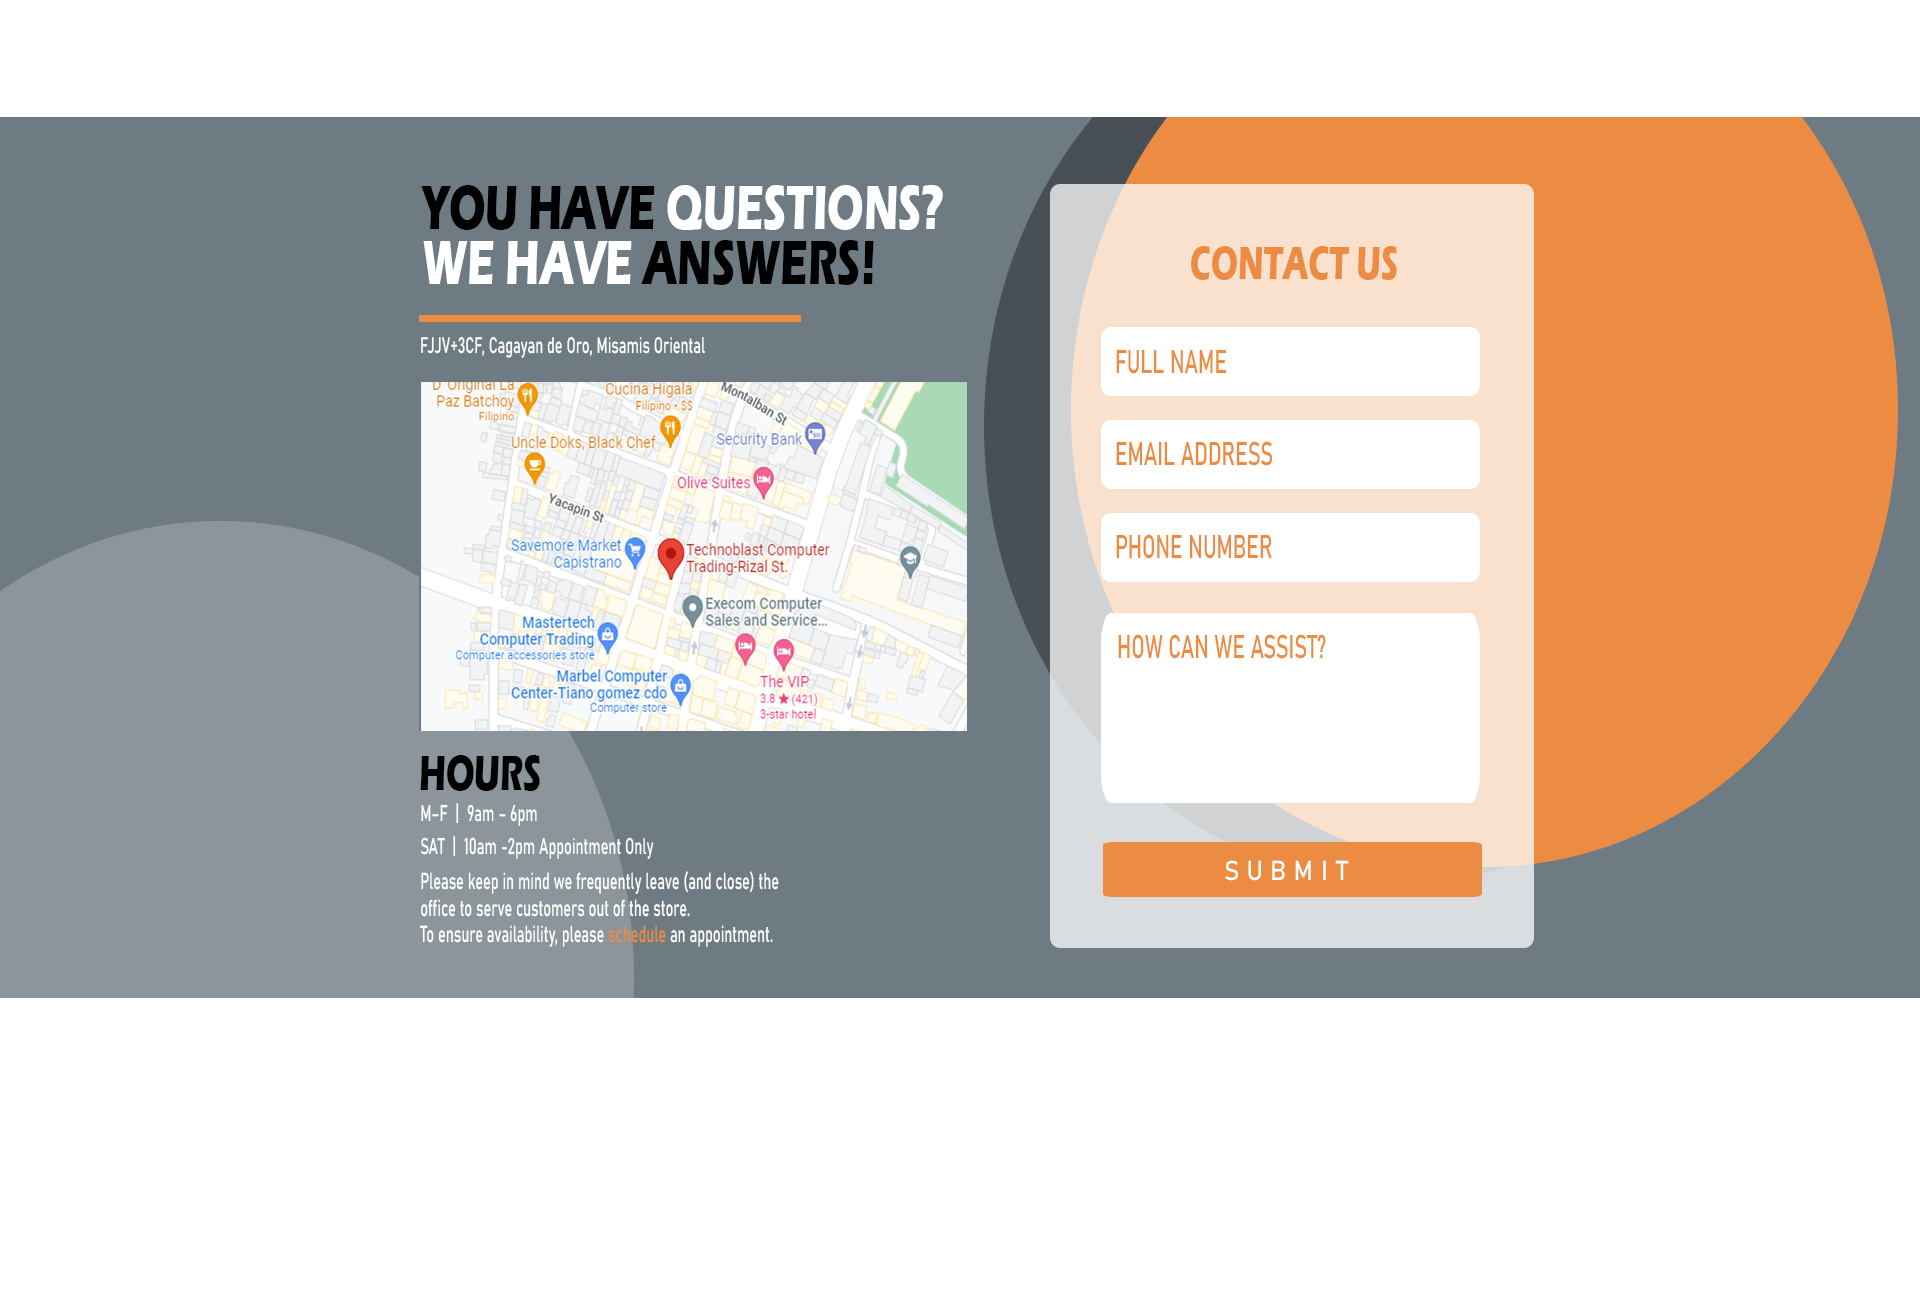 YOU HAVE QUESTIONS?
WE HAVE ANSWERS!
FJJV+3CF, Cagayan de Oro, Misamis Oriental
D' Original La
Paz Batchoy
Filipino
Cucina Higala
Filipino • $$
Montalban St
Uncle Doks, Black Chef
Security Bank
Olive Suites
Yacapin St
Savemore Market
Capistrano
Technoblast Computer
Trading-Rizal St.
Execom Computer
Sales and Service...
Mastertech
Computer Trading
Computer accessories store
Marbel Computer
Center-Tiano gomez cdo
Computer store
The VIP
3.8 ★ (421)
3-star hotel
HOURS
M-F | 9am - 6pm
SAT | 10am -2pm Appointment Only
Please keep in mind we frequently leave (and close) the
office to serve customers out of the store.
To ensure availability, please schedule an appointment.
CONTACT US
FULL NAME
EMAIL ADDRESS
PHONE NUMBER
HOW CAN WE ASSIST?
SUBMIT